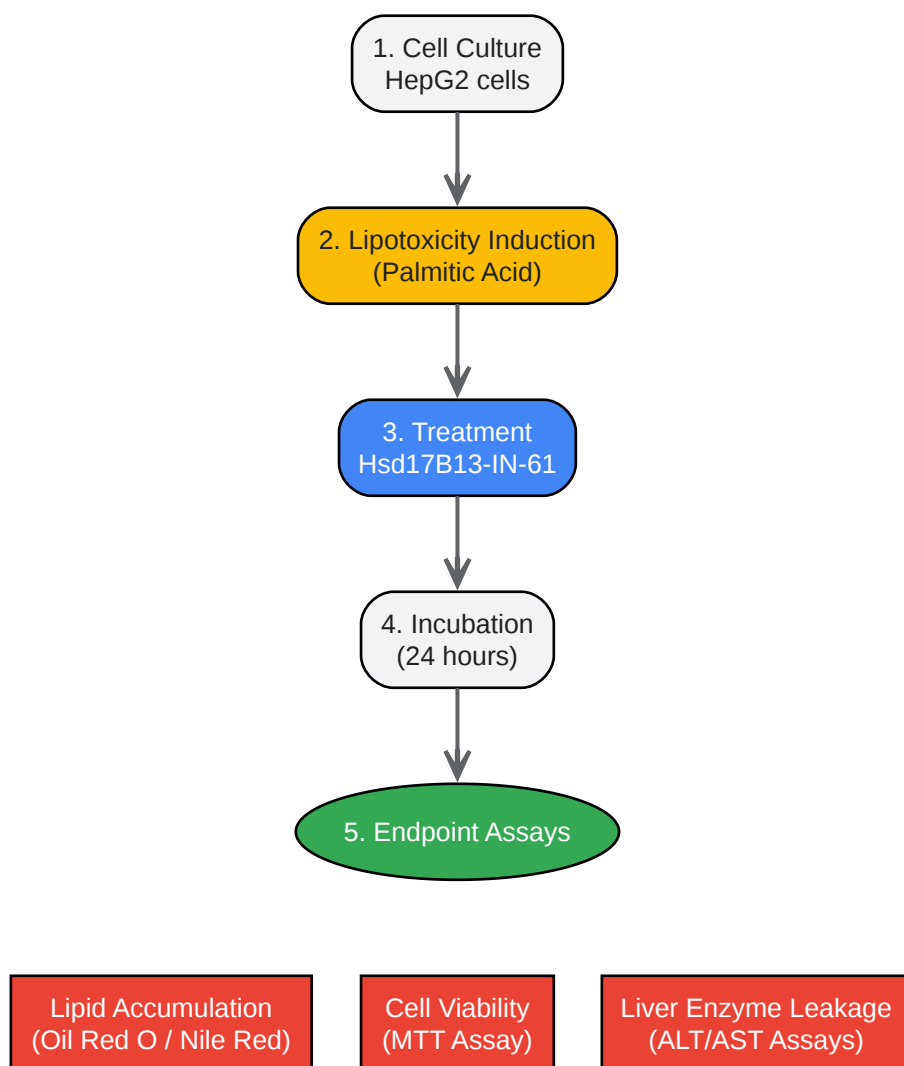 1. Cell Culture
HepG2 cells
2. Lipotoxicity Induction
(Palmitic Acid)
3. Treatment
Hsd17B13-IN-61
4. Incubation
(24 hours)
5. Endpoint Assays
Lipid Accumulation
(Oil Red O / Nile Red)
Cell Viability
(MTT Assay)
Liver Enzyme Leakage
(ALT/AST Assays)